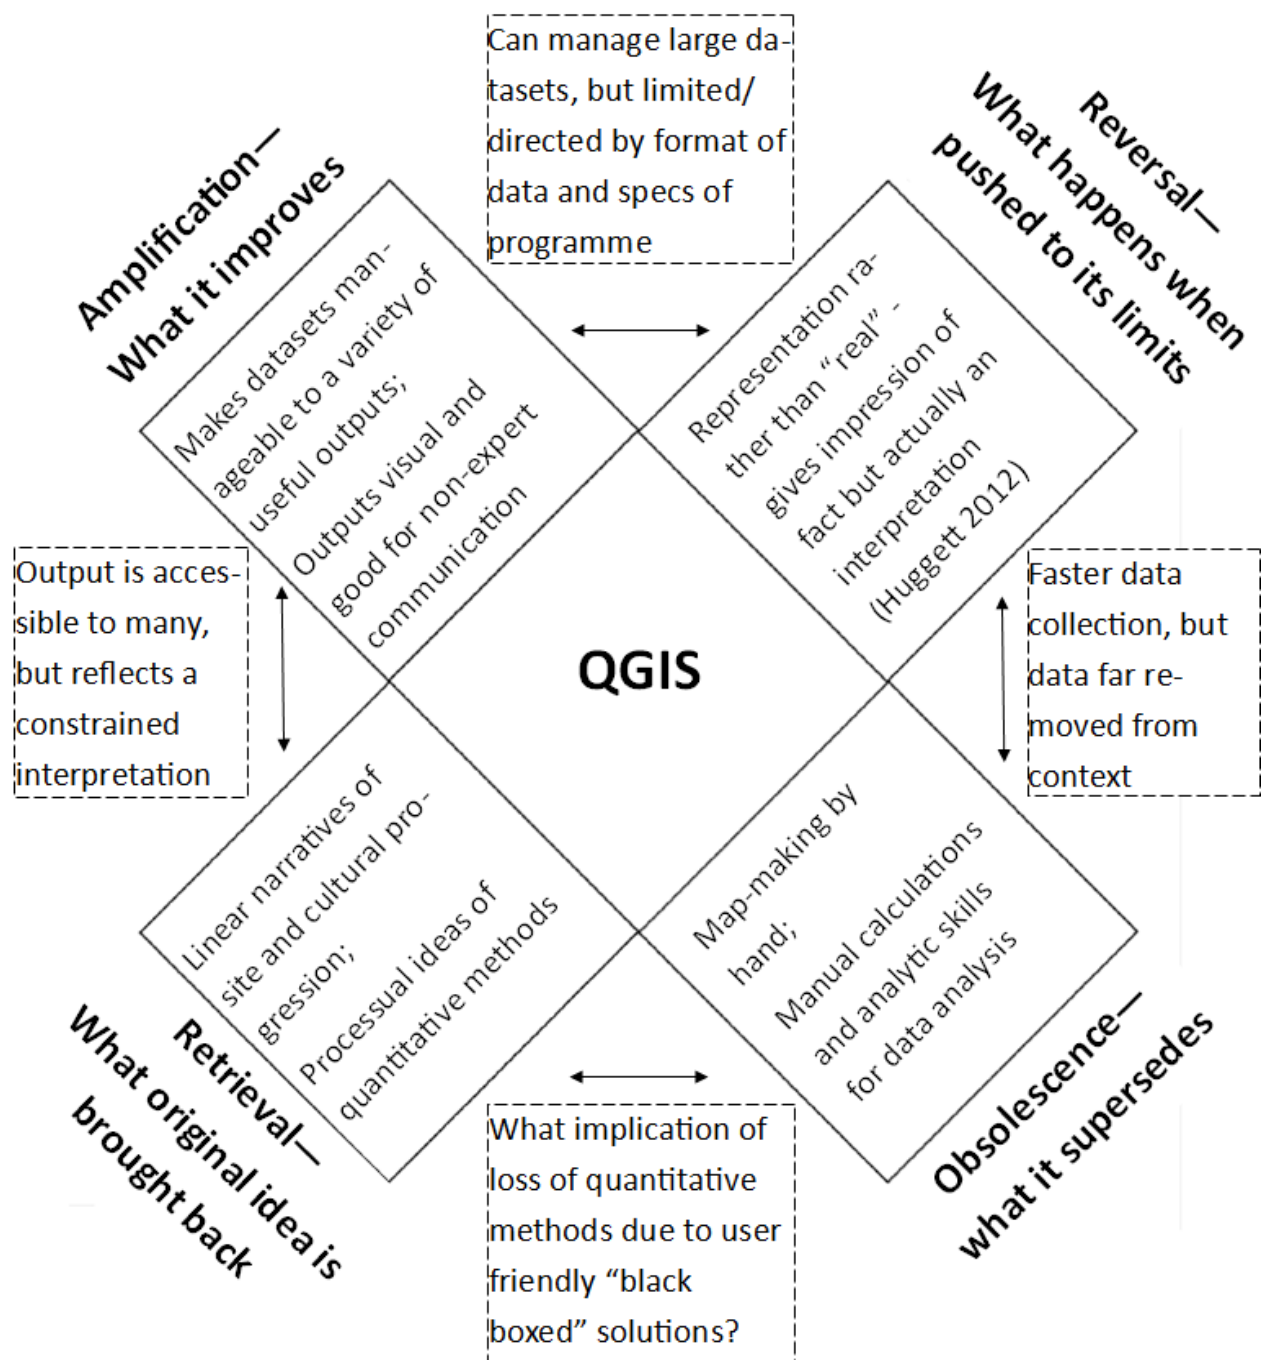 Can manage large da-
tasets, but limited/
directed by format of
data and specs of
programme
Amplification—
What it improves
Reversal—
What happens when
pushed to its limits
Makes datasets man-
ageable to a variety of
useful outputs;
Outputs visual and
good for non-expert
communication
Representation ra-
ther than “real” -
gives impression of
fact but actually an
interpretation
(Huggett 2012)
Output is acces-
sible to many,
but reflects a
constrained
interpretation
QGIS
Faster data
collection, but
data far re-
moved from
context
Linear narratives of
site and cultural pro-
gression;
Processual ideas of
quantitative methods
Map-making by
hand;
Manual calculations
and analytic skills
for data analysis
Retrieval—
What original idea is
brought back
Obsolescence—
what it supersedes
What implication of
loss of quantitative
methods due to user
friendly “black
boxed” solutions?